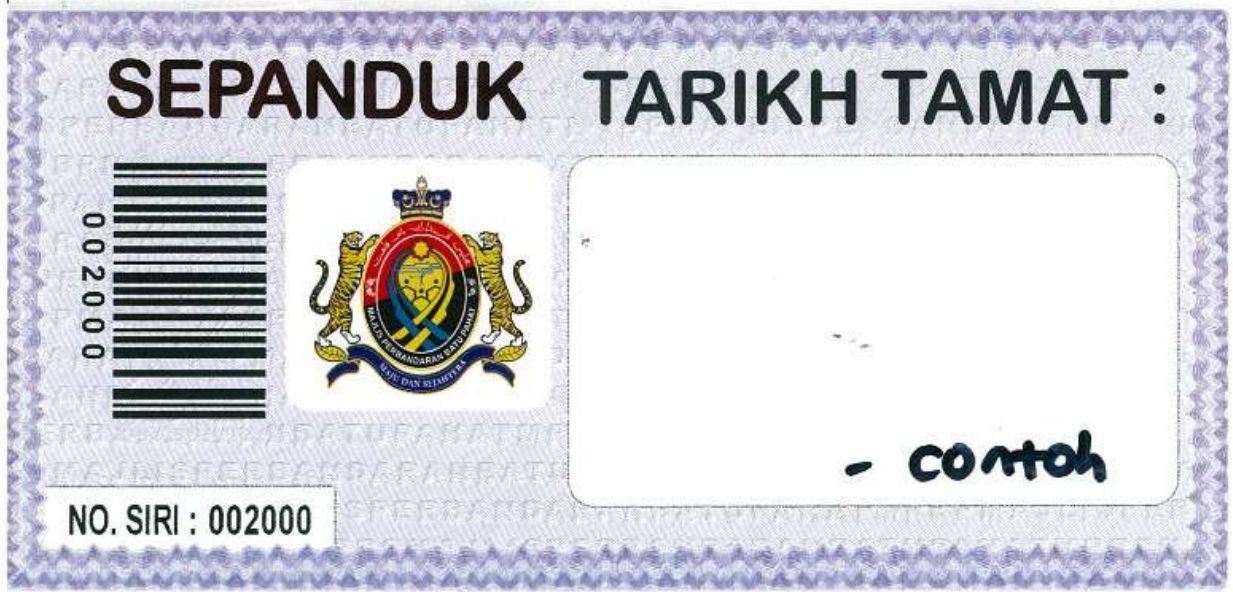 SEPANDUK
TARIKH TAMAT :
002000
MAJLIS PERBANDARAN BATU PAHAT
MAJU DAN SEJAHTERA
- contoh
NO. SIRI : 002000